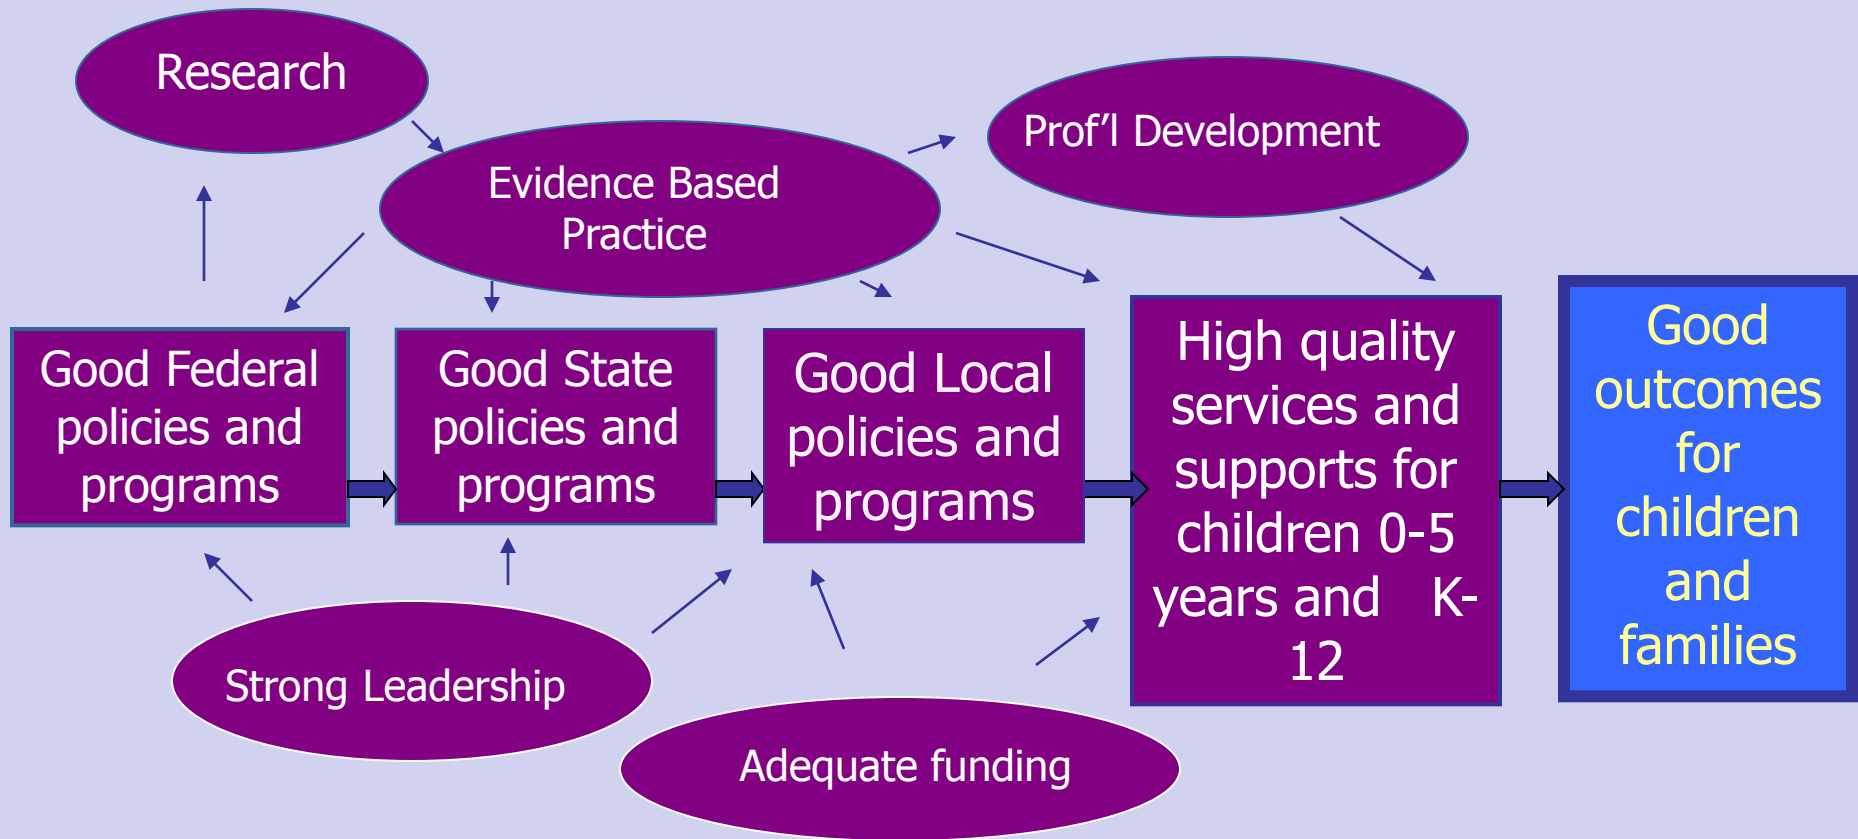 Research
Prof’l Development
Evidence Based
Practice
Good Federal
policies and
programs
Good State
policies and
programs
Good Local
policies and
programs
High quality
services and
supports for
children 0-5
years and K-
12
Good
outcomes
for
children
and
families
Strong Leadership
Adequate funding